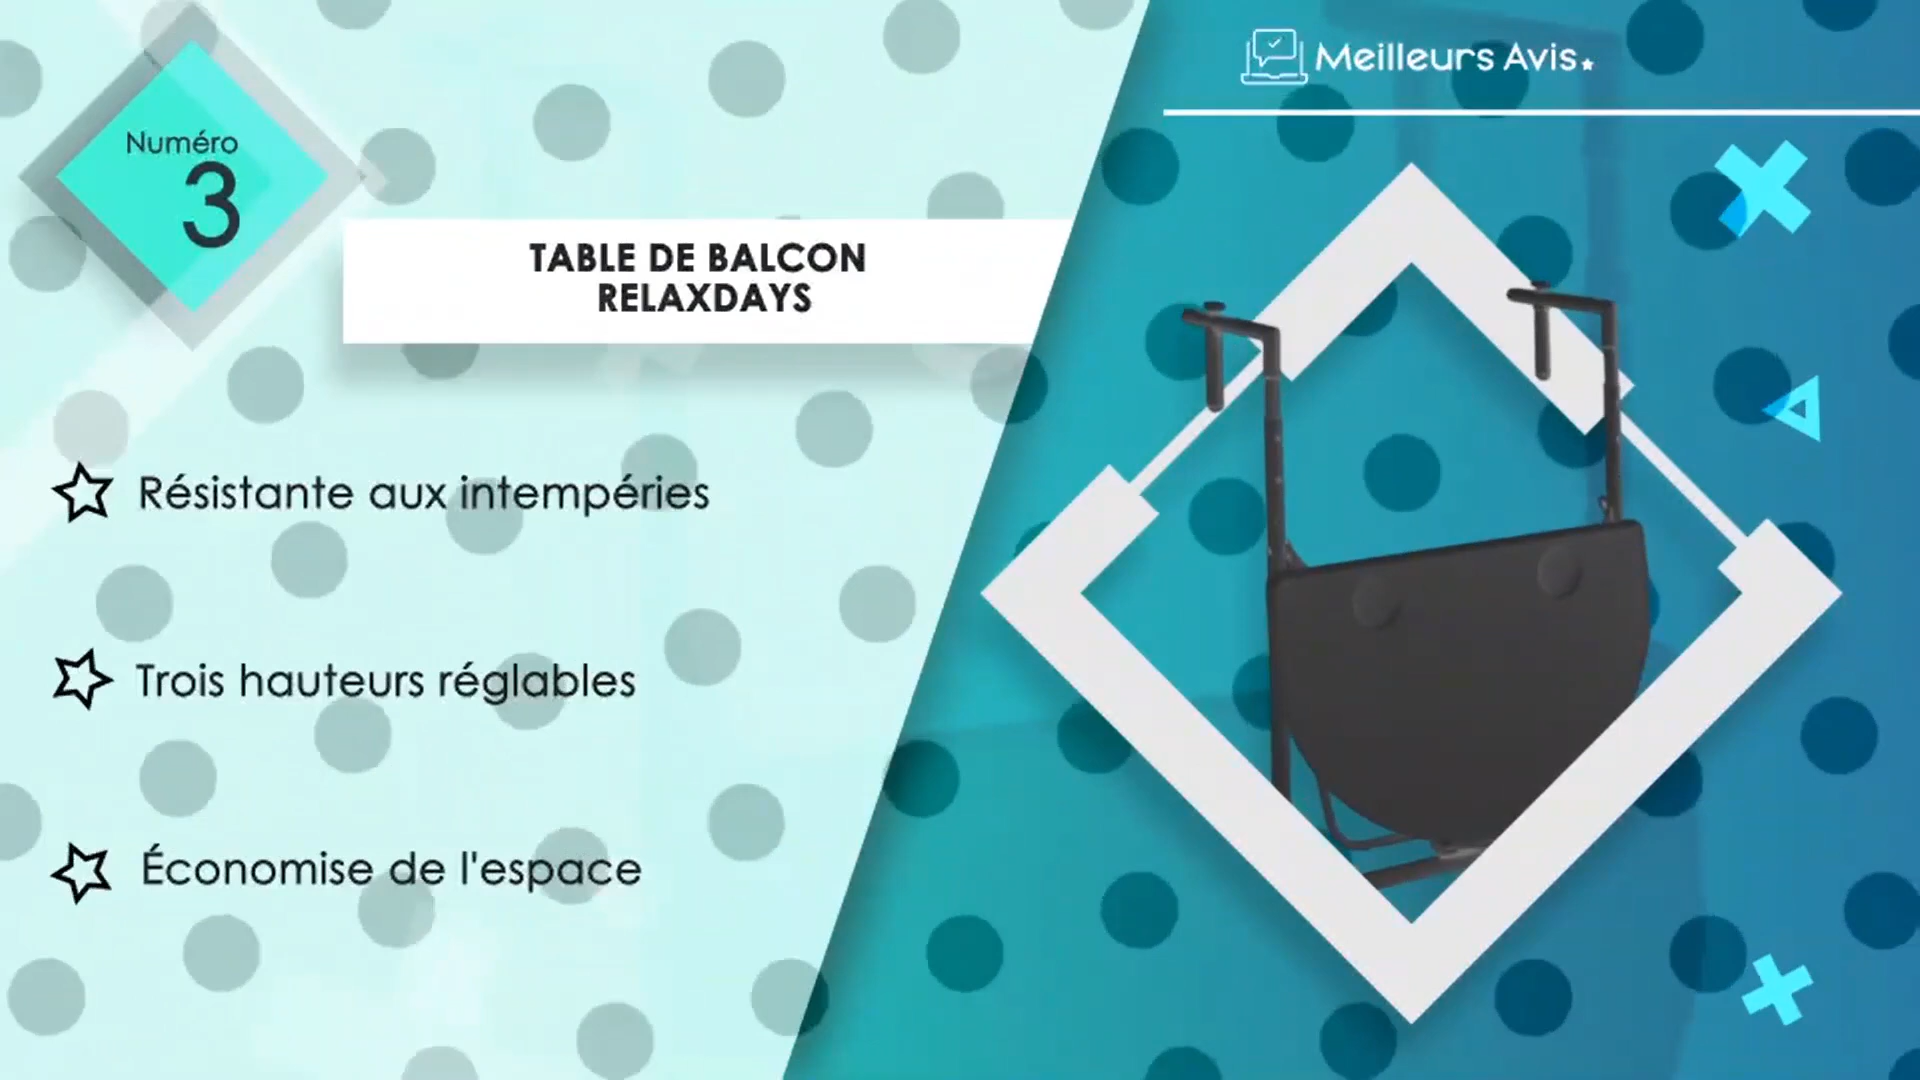 Meilleurs Avis
Numéro
3
TABLE DE BALCON
RELAXDAYS
Résistante aux intempéries
Trois hauteurs réglables
Économise de l'espace